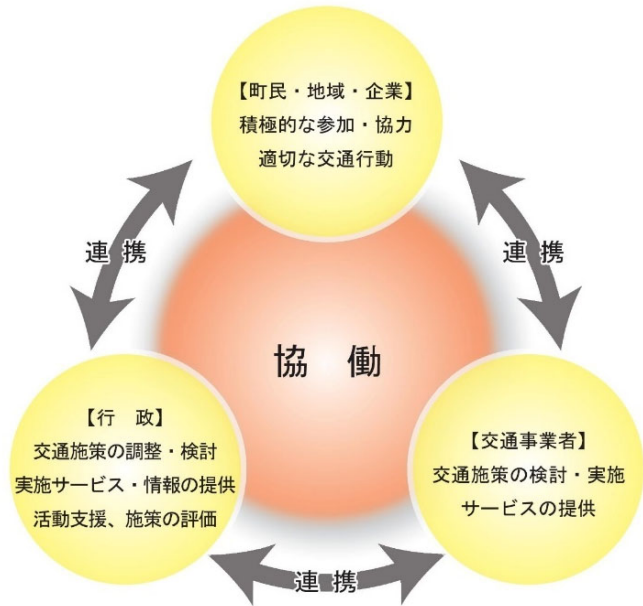 【町民・地域・企業】
積極的な参加・協力
適切な交通行動
連携
連携
協働
【行政】
交通施策の調整・検討
実施サービス・情報の提供
活動支援、施策の評価
【交通事業者】
交通施策の検討・実施
サービスの提供
連携